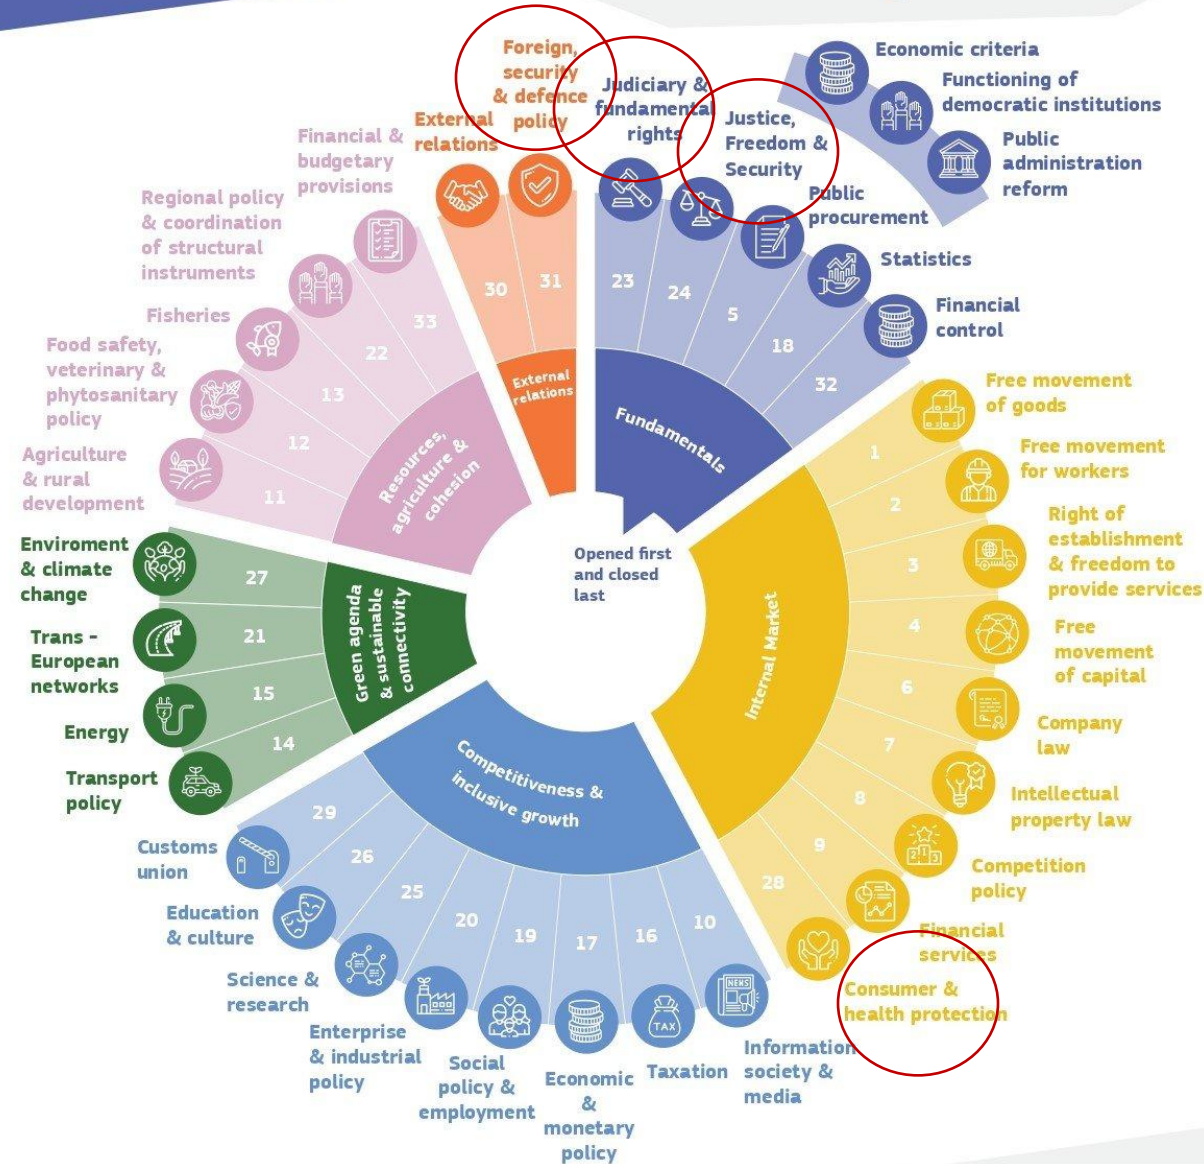 Foreign,
security
& defence
policy
External
relations
Judiciary &
fundamental
rights
Justice,
Freedom &
Security
Public
procurement
Statistics
Financial
control
Economic criteria
Functioning of
democratic institutions
Public
administration
reform
Financial &
budgetary
provisions
Regional policy
& coordination
of structural
instruments
Fisheries
Food safety,
veterinary &
phytosanitary
policy
Agriculture
& rural
development
30
31
23
24
5
18
32
33
22
13
12
11
External
relations
Fundamentals
Resources,
agriculture &
cohesion
Opened first
and closed
last
Free movement
of goods
Free movement
for workers
Right of
establishment
& freedom to
provide services
Free
movement
of capital
Company
law
Intellectual
property law
Competition
policy
Financial
services
Consumer &
health protection
1
2
3
4
6
7
8
9
28
Internal Market
2 1 3
Enviroment
& climate
change
Trans -
European
networks
Energy
Transport
policy
27
21
15
14
Green agenda
& sustainable
connectivity
Competitiveness &
inclusive growth
29
26
25
20
19
17
16
10
NEWS
TAX
Customs
union
Education
& culture
Science &
research
Enterprise
& industrial
policy
Social
policy &
employment
Economic
&
monetary
policy
Taxation
Information
society &
media